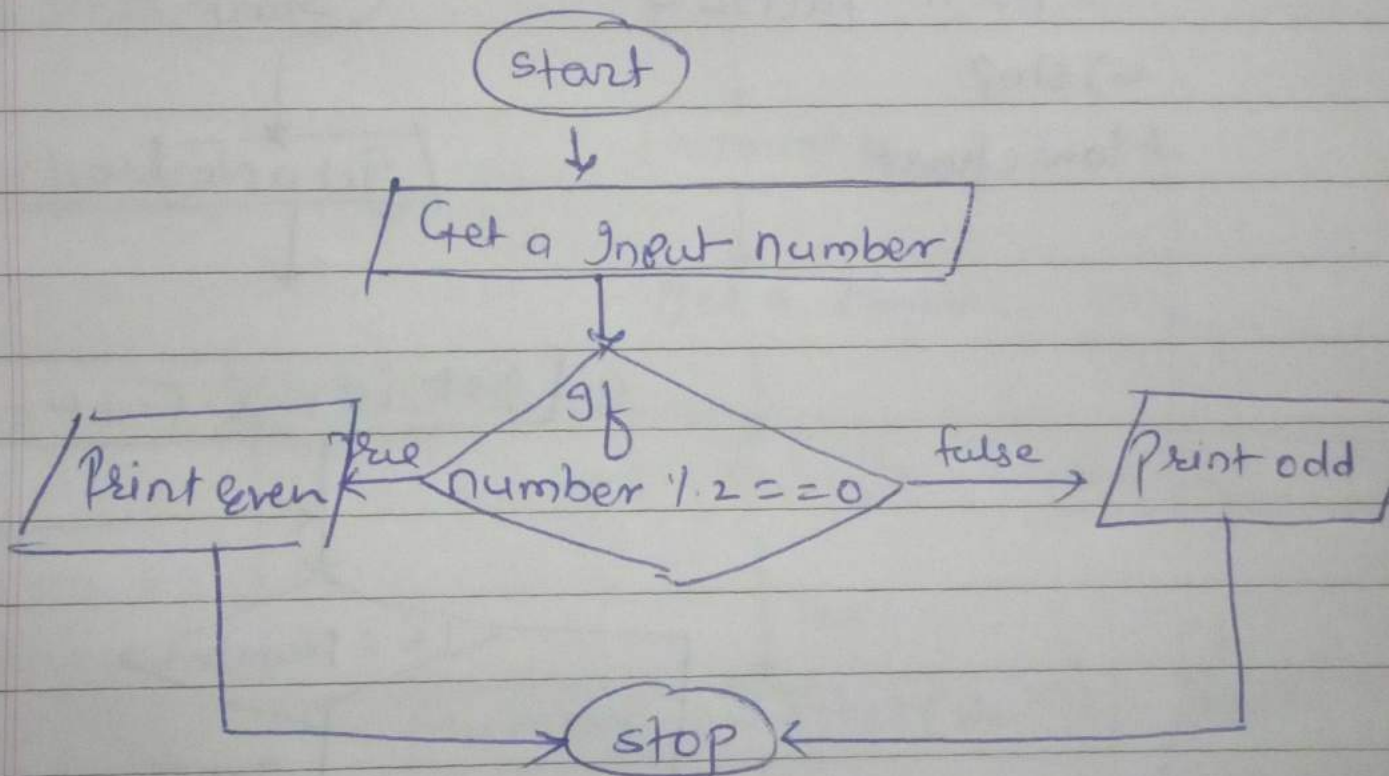 start
Get a Input number
If
number % 2 == 0
True
Print even
false
Print odd
stop